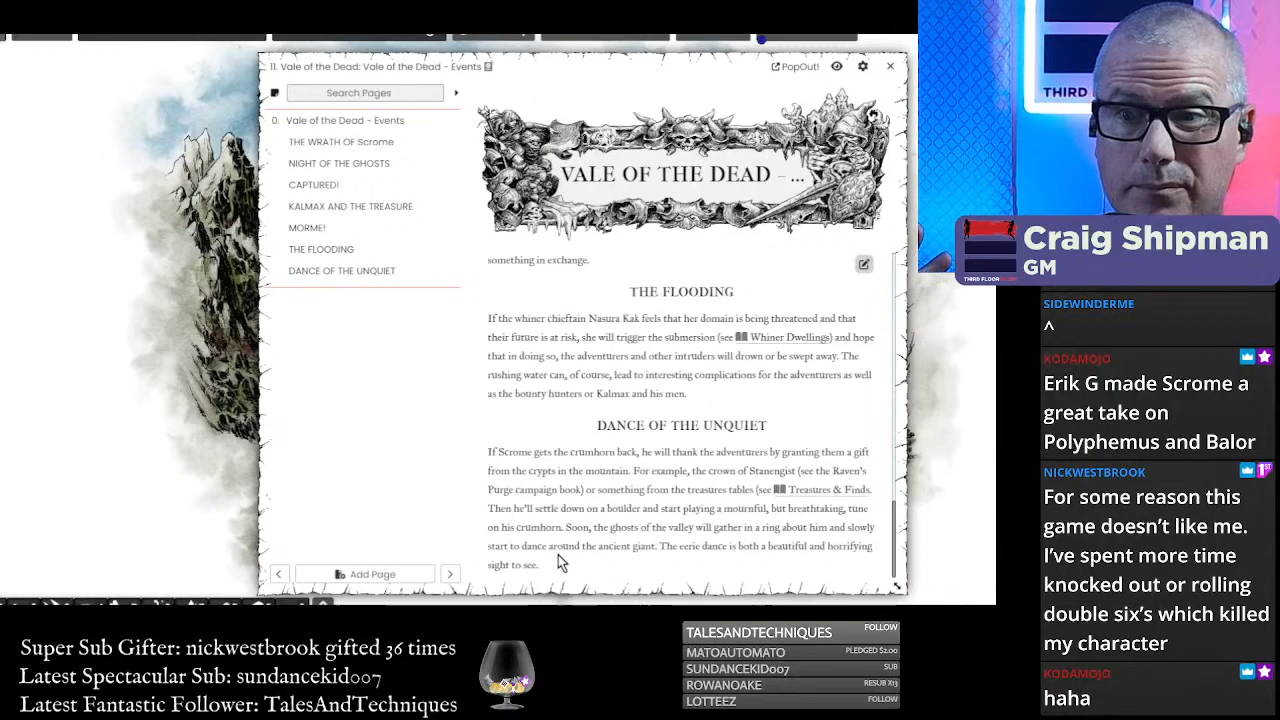 11. Vale of the Dead: Vale of the Dead - Events
PopOut!
Search Pages
0. Vale of the Dead - Events
THE WRATH OF Scrome
NIGHT OF THE GHOSTS
CAPTURED!
KALMAX AND THE TREASURE
MORME!
THE FLOODING
DANCE OF THE UNQUIET
Add Page
VALE OF THE DEAD – ...
something in exchange.
THE FLOODING
If the whiner chieftain Nasura Kak feels that her domain is being threatened and that
their future is at risk, she will trigger the submersion (see Whiner Dwellings) and hope
that in doing so, the adventurers and other intruders will drown or be swept away. The
rushing water can, of course, lead to interesting complications for the adventurers as well
as the bounty hunters or Kalmax and his men.
DANCE OF THE UNQUIET
If Scrome gets the crumhorn back, he will thank the adventurers by granting them a gift
from the crypts in the mountain. For example, the crown of Stanengist (see the Raven's
Purge campaign book) or something from the treasures tables (see Treasures & Finds.
Then he'll settle down on a boulder and start playing a mournful, but breathtaking, tune
on his crumhorn. Soon, the ghosts of the valley will gather in a ring about him and slowly
start to dance around the ancient giant. The eerie dance is both a beautiful and horrifying
sight to see.
THIRD
Craig Shipman
GM
THIRD FLOOR
SIDEWINDERME
^
KODAMOJO
Erik G made Scrome a
great take on
Polyphemus and Balor
NICKWESTBROOK
For some reason this
game doesn't like me.
I've spent more time
knocked out or rolling
double six's which killed
my character
KODAMOJO
haha
Super Sub Gifter: nickwestbrook gifted 36 times
Latest Spectacular Sub: sundancekid007
Latest Fantastic Follower: TalesAndTechniques
TALESANDTECHNIQUES FOLLOW
MATOAUTOMATO PLEDGED $2.00
SUNDANCEKID007 SUB
ROWANOAKE RESUB X13
LOTTEEZ FOLLOW